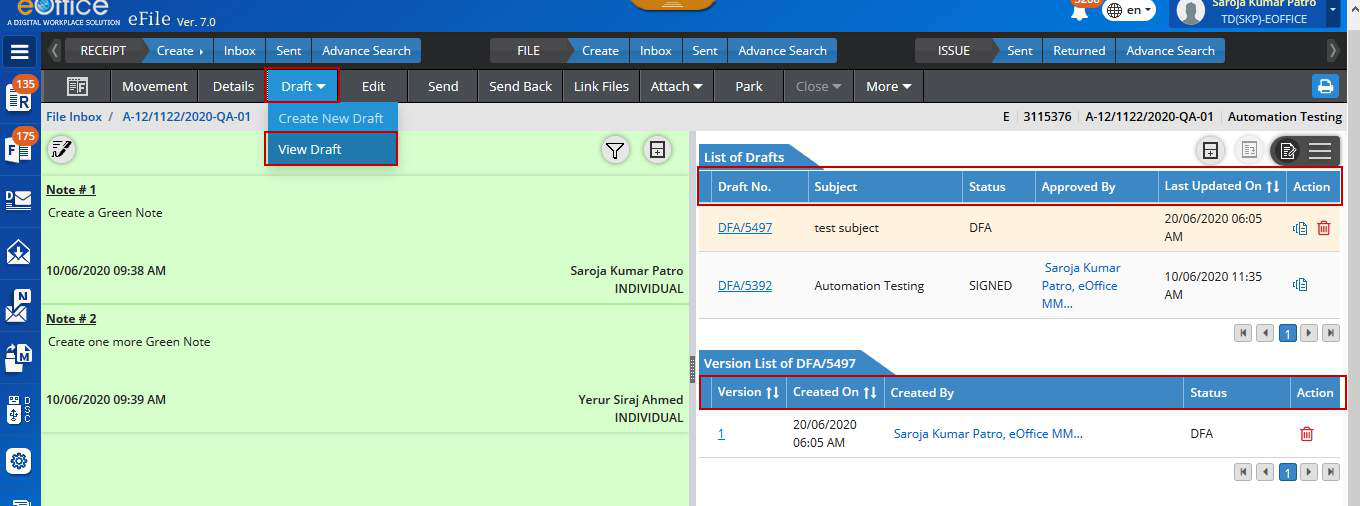 eOffice
A DIGITAL WORKPLACE SOLUTION eFile Ver. 7.0
en
Saroja Kumar Patro
TD(SKP)-EOFFICE
RECEIPT Create Inbox Sent Advance Search FILE Create Inbox Sent Advance Search ISSUE Sent Returned Advance Search
Movement Details Draft Edit Send Send Back Link Files Attach Park Close More
135
R
175
F
D
N
M
DSC
Create New Draft
View Draft
File Inbox / A-12/1122/2020-QA-01
E 3115376 A-12/1122/2020-QA-01 Automation Testing
Note # 1
Create a Green Note
10/06/2020 09:38 AM Saroja Kumar Patro
INDIVIDUAL
Note # 2
Create one more Green Note
10/06/2020 09:39 AM Yerur Siraj Ahmed
INDIVIDUAL
List of Drafts
Draft No. Subject Status Approved By Last Updated On Action
DFA/5497 test subject DFA 20/06/2020 06:05
AM
DFA/5392 Automation Testing SIGNED Saroja Kumar
Patro, eOffice
MM... 10/06/2020 11:35
AM
1
Version List of DFA/5497
Version Created On Created By Status Action
1 20/06/2020
06:05 AM Saroja Kumar Patro, eOffice MM... DFA
1